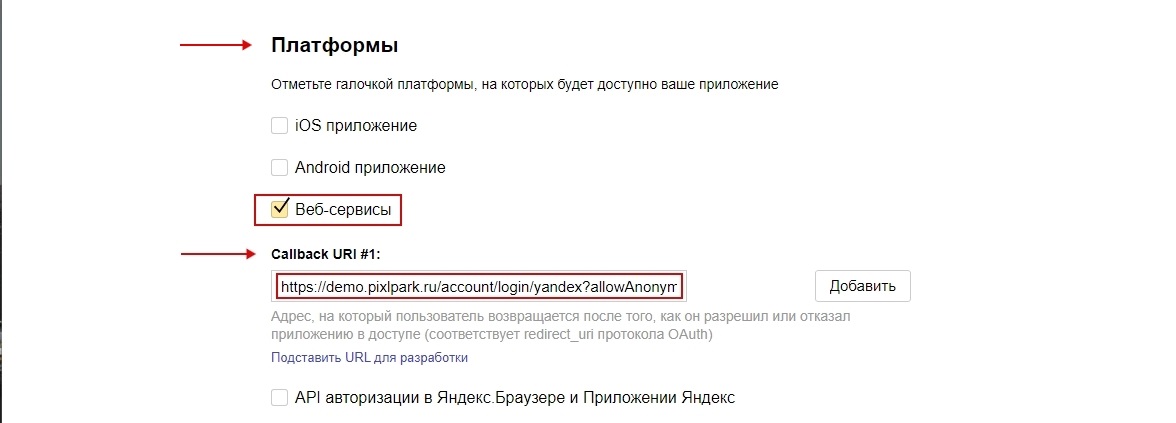 Платформы
Отметьте галочкой платформы, на которых будет доступно ваше приложение
iOS приложение
Android приложение
Веб-сервисы
Callback URI #1:
https://demo.pixlpark.ru/account/login/yandex?allowAnonym
Добавить
Адрес, на который пользователь возвращается после того, как он разрешил или отказал
приложению в доступе (соответствует redirect_uri протокола OAuth)
Подставить URL для разработки
API авторизации в Яндекс.Браузере и Приложении Яндекс